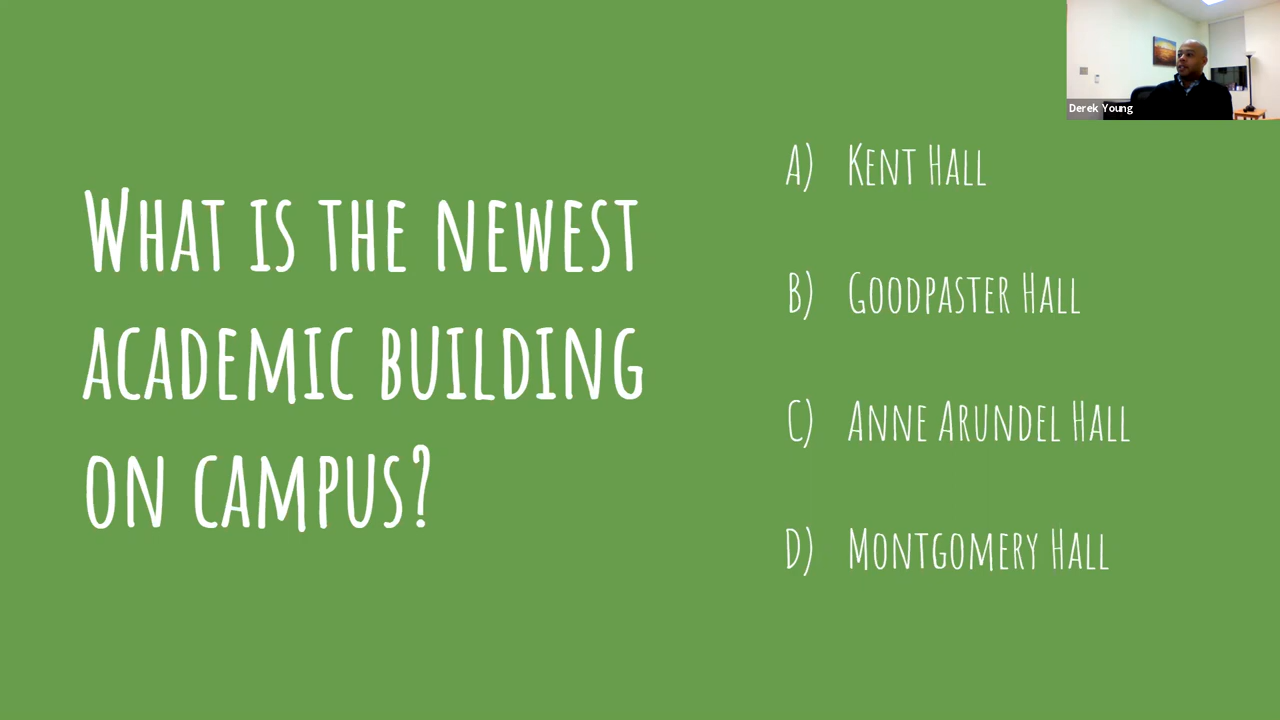 What is the newest
academic building
on campus?
A) Kent Hall
B) Goodpaster Hall
C) Anne Arundel Hall
D) Montgomery Hall
Derek Young